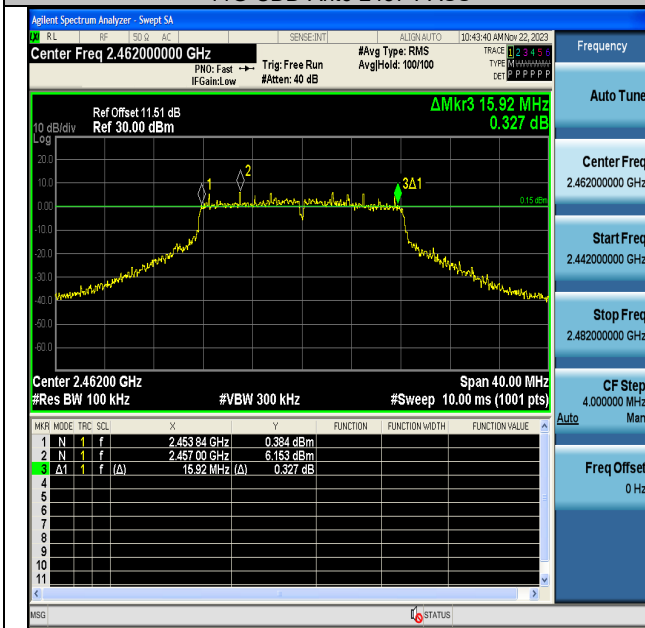 Agilent Spectrum Analyzer - Swept SA
LXI RL RF 50 Ω AC SENSE:INT ALIGN AUTO 10:43:40 AM Nov 22, 2023
Center Freq 2.462000000 GHz
PNO: Fast
IFGain:Low
Trig: Free Run
#Atten: 40 dB
#Avg Type: RMS
Avg|Hold: 100/100
TRACE 1 2 3 4 5 6
TYPE M
DET P P P P P P
ΔMkr3 15.92 MHz
0.327 dB
Ref Offset 11.51 dB
10 dB/div Ref 30.00 dBm
Log
20.0
10.0
0.00
-10.0
-20.0
-30.0
-40.0
-50.0
-60.0
1
2
3Δ1
0.15 dBm
Center 2.46200 GHz Span 40.00 MHz
#Res BW 100 kHz #VBW 300 kHz #Sweep 10.00 ms (1001 pts)
MKR MODE TRC SCL X Y FUNCTION FUNCTION WIDTH FUNCTION VALUE
1 N 1 f 2.453 84 GHz 0.384 dBm
2 N 1 f 2.457 00 GHz 6.153 dBm
3 Δ1 1 f (Δ) 15.92 MHz (Δ) 0.327 dB
4
5
6
7
8
9
10
11
MSG STATUS
Frequency
Auto Tune
Center Freq
2.462000000 GHz
Start Freq
2.442000000 GHz
Stop Freq
2.482000000 GHz
CF Step
4.000000 MHz
Auto Man
Freq Offset
0 Hz